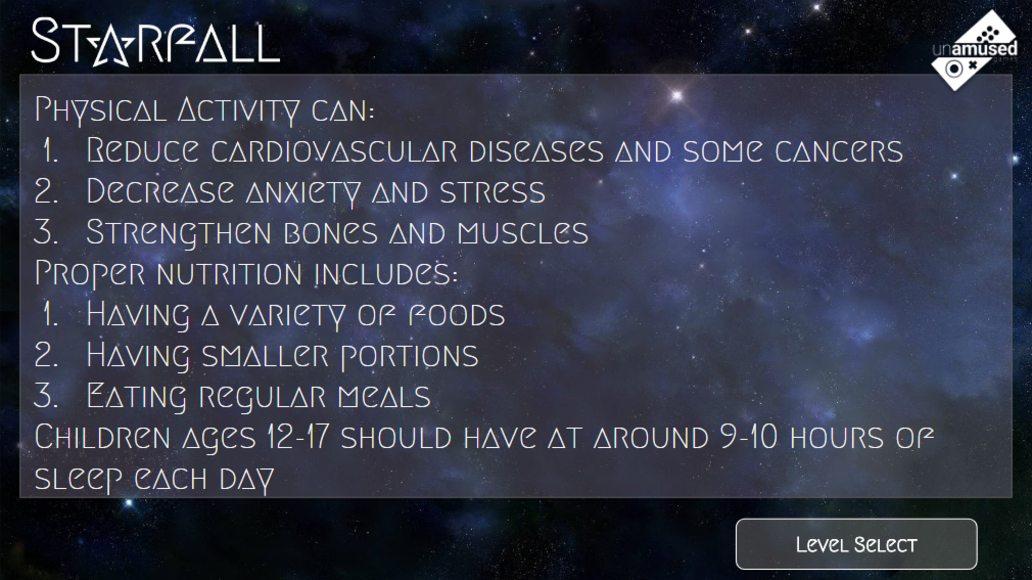 Starfall
unamused
Physical Activity can:
1. Reduce cardiovascular diseases and some cancers
2. Decrease anxiety and stress
3. Strengthen bones and muscles
Proper nutrition includes:
1. Having a variety of foods
2. Having smaller portions
3. Eating regular meals
Children ages 12-17 should have at around 9-10 hours of
sleep each day
Level Select